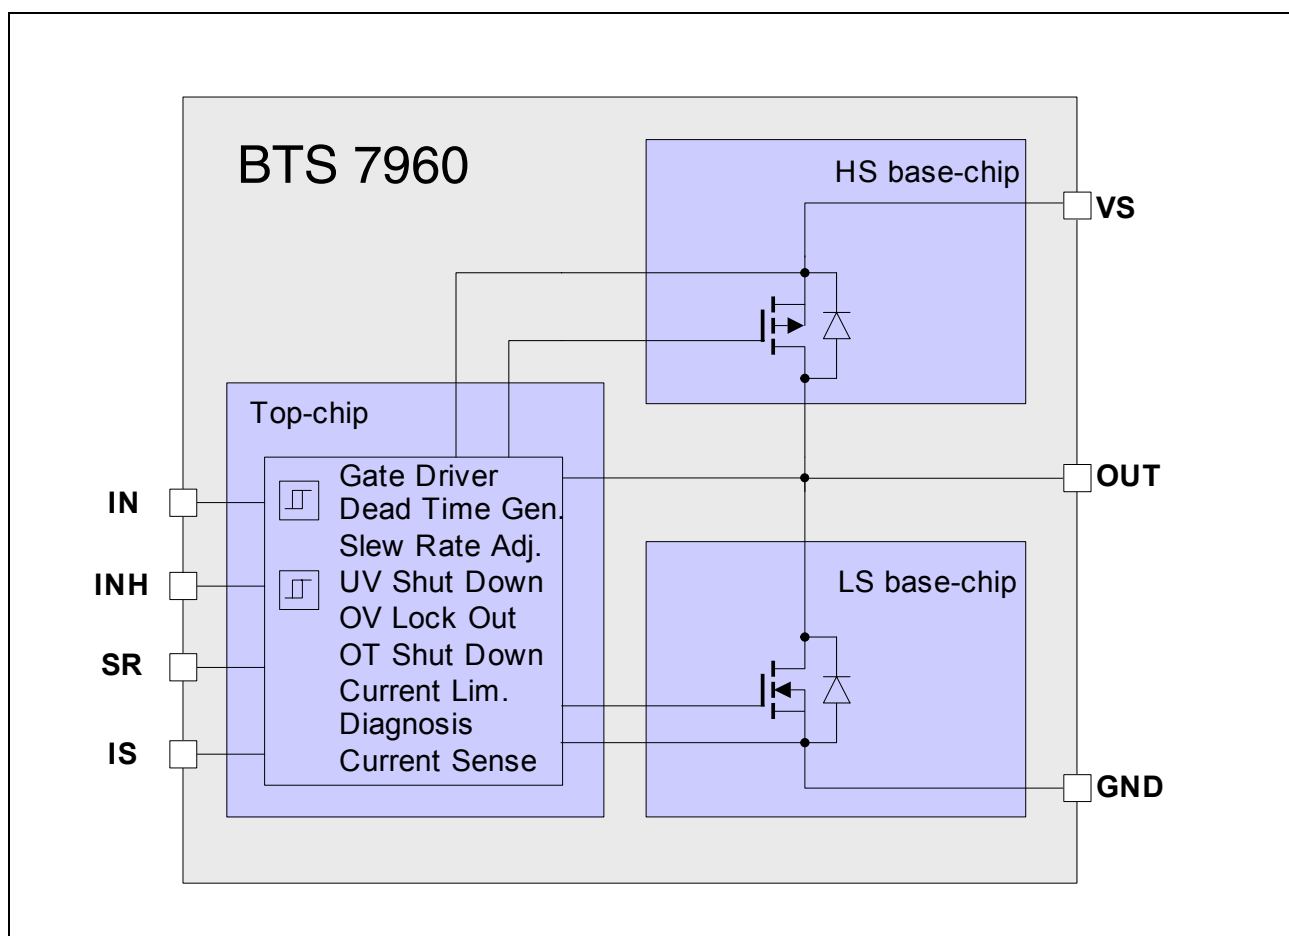 BTS 7960
HS base-chip
VS
Top-chip
Gate Driver
Dead Time Gen.
Slew Rate Adj.
UV Shut Down
OV Lock Out
OT Shut Down
Current Lim.
Diagnosis
Current Sense
IN
INH
SR
IS
OUT
LS base-chip
GND